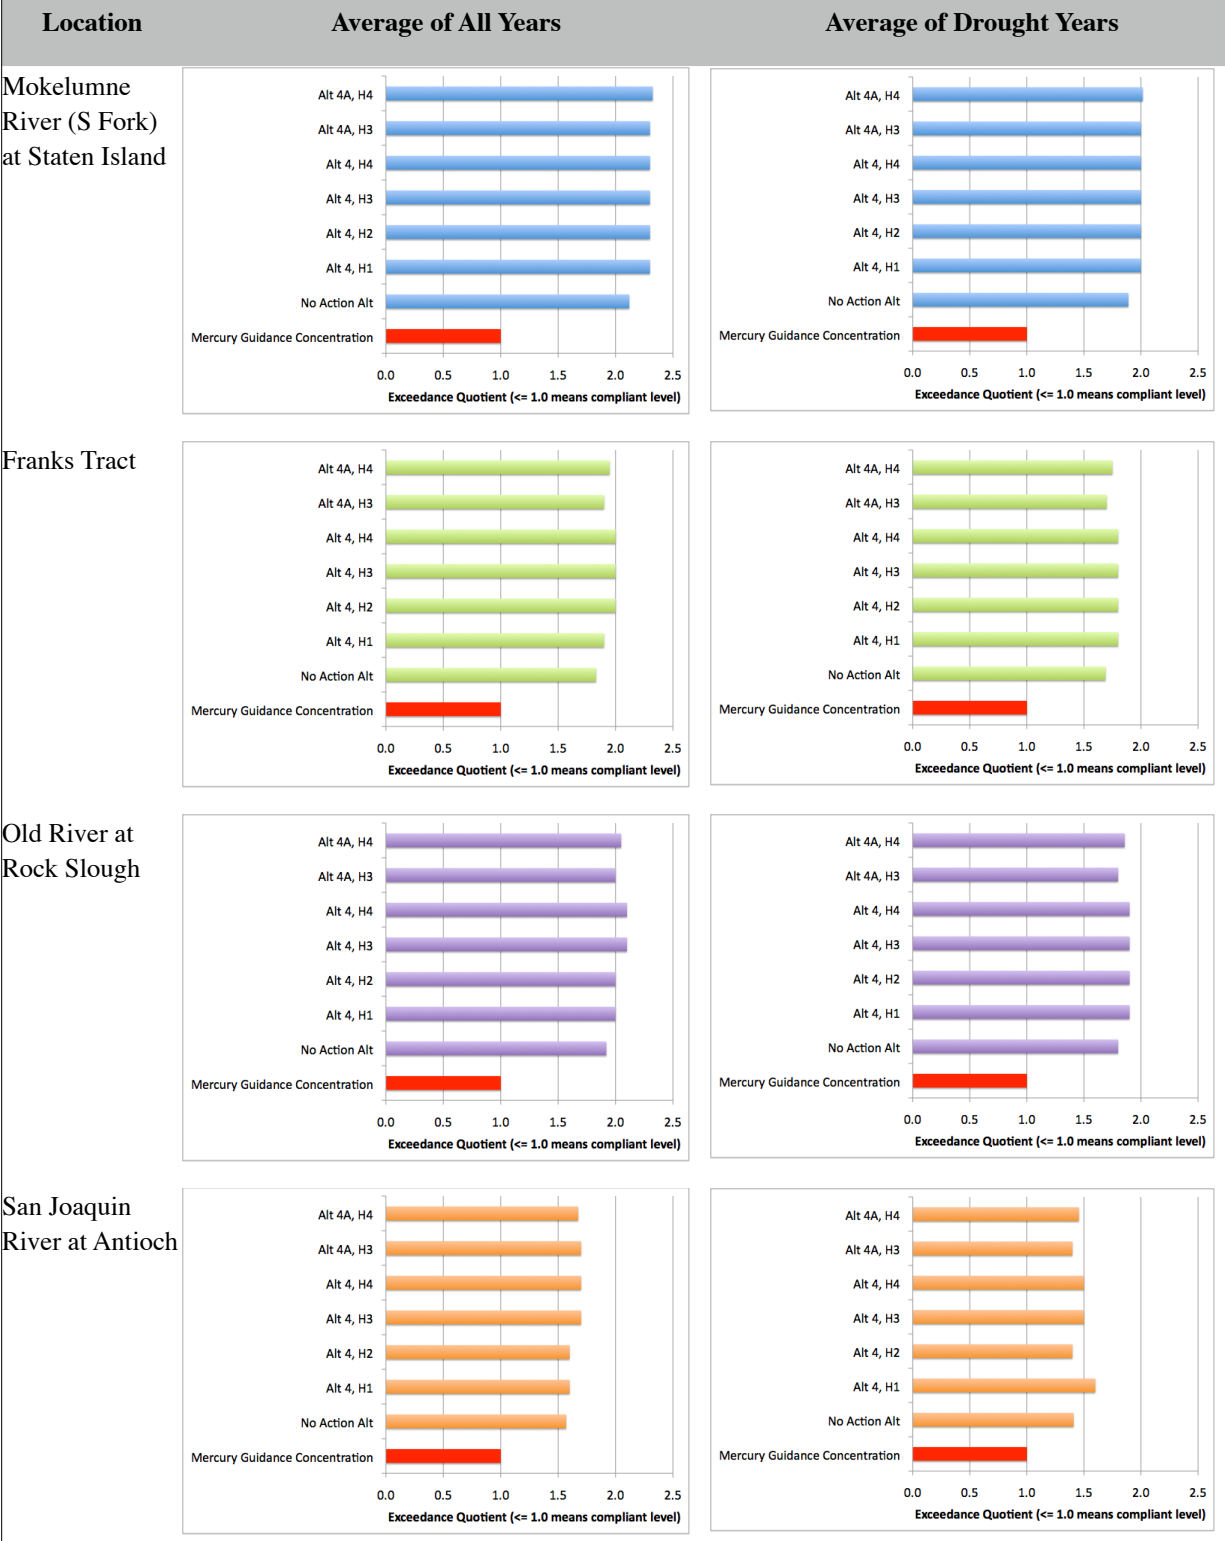 Location Average of All Years Average of Drought Years
Mokelumne
River (S Fork)
at Staten Island
Alt 4A, H4
Alt 4A, H3
Alt 4, H4
Alt 4, H3
Alt 4, H2
Alt 4, H1
No Action Alt
Mercury Guidance Concentration
0.0 0.5 1.0 1.5 2.0 2.5
Exceedance Quotient (<= 1.0 means compliant level)
Alt 4A, H4
Alt 4A, H3
Alt 4, H4
Alt 4, H3
Alt 4, H2
Alt 4, H1
No Action Alt
Mercury Guidance Concentration
0.0 0.5 1.0 1.5 2.0 2.5
Exceedance Quotient (<= 1.0 means compliant level)
Franks Tract
Alt 4A, H4
Alt 4A, H3
Alt 4, H4
Alt 4, H3
Alt 4, H2
Alt 4, H1
No Action Alt
Mercury Guidance Concentration
0.0 0.5 1.0 1.5 2.0 2.5
Exceedance Quotient (<= 1.0 means compliant level)
Alt 4A, H4
Alt 4A, H3
Alt 4, H4
Alt 4, H3
Alt 4, H2
Alt 4, H1
No Action Alt
Mercury Guidance Concentration
0.0 0.5 1.0 1.5 2.0 2.5
Exceedance Quotient (<= 1.0 means compliant level)
Old River at
Rock Slough
Alt 4A, H4
Alt 4A, H3
Alt 4, H4
Alt 4, H3
Alt 4, H2
Alt 4, H1
No Action Alt
Mercury Guidance Concentration
0.0 0.5 1.0 1.5 2.0 2.5
Exceedance Quotient (<= 1.0 means compliant level)
Alt 4A, H4
Alt 4A, H3
Alt 4, H4
Alt 4, H3
Alt 4, H2
Alt 4, H1
No Action Alt
Mercury Guidance Concentration
0.0 0.5 1.0 1.5 2.0 2.5
Exceedance Quotient (<= 1.0 means compliant level)
San Joaquin
River at Antioch
Alt 4A, H4
Alt 4A, H3
Alt 4, H4
Alt 4, H3
Alt 4, H2
Alt 4, H1
No Action Alt
Mercury Guidance Concentration
0.0 0.5 1.0 1.5 2.0 2.5
Exceedance Quotient (<= 1.0 means compliant level)
Alt 4A, H4
Alt 4A, H3
Alt 4, H4
Alt 4, H3
Alt 4, H2
Alt 4, H1
No Action Alt
Mercury Guidance Concentration
0.0 0.5 1.0 1.5 2.0 2.5
Exceedance Quotient (<= 1.0 means compliant level)